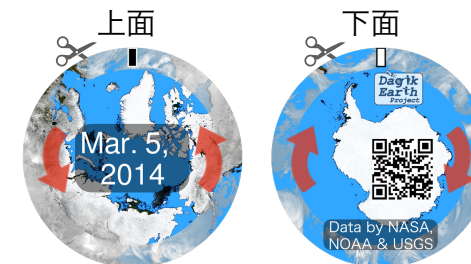 上面
下面
Mar. 5,
2014
Dagik
Earth
Project
Data by NASA,
NOAA & USGS